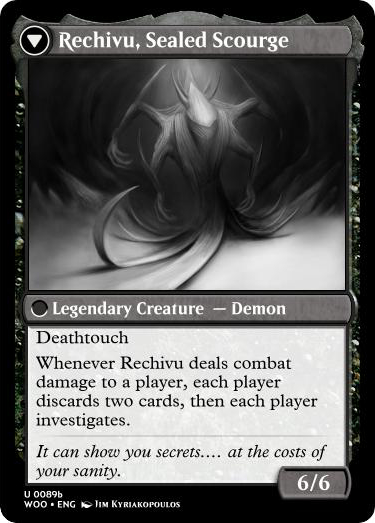 Rechivu, Sealed Scourge
Legendary Creature — Demon
Deathtouch
Whenever Rechivu deals combat
damage to a player, each player
discards two cards, then each player
investigates.
It can show you secrets.... at the costs of
your sanity.
6/6
U 0089b
WOO • ENG Jim Kyriakopoulos